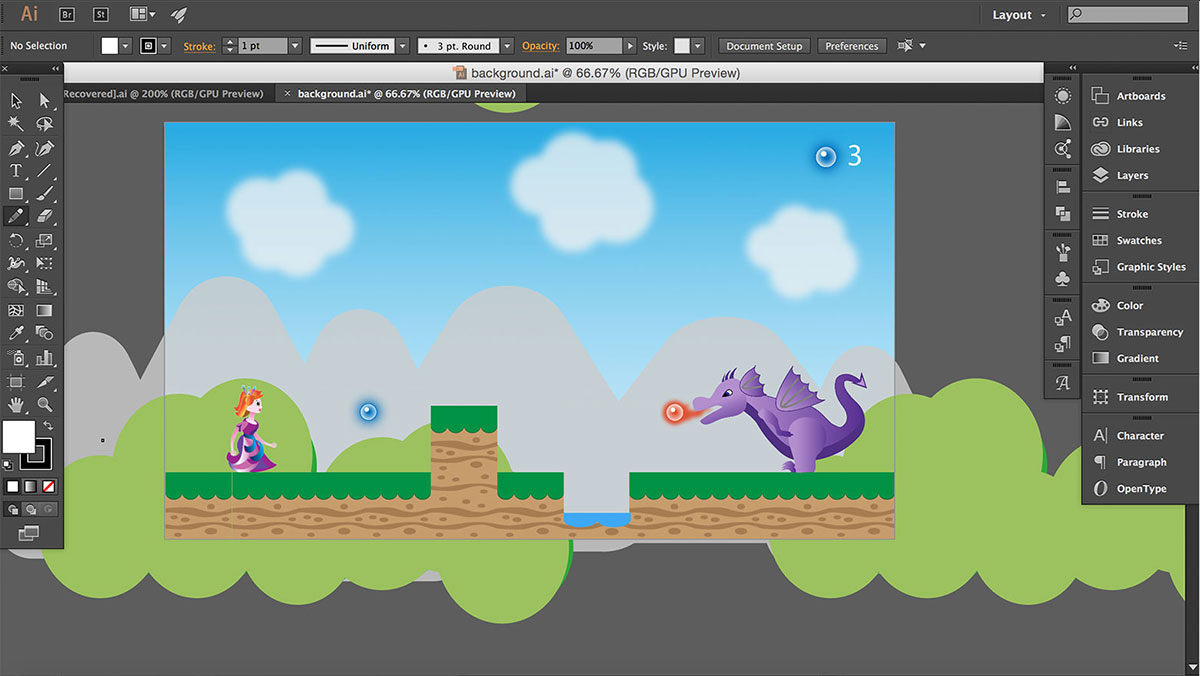 Ai Br St Layout
No Selection Stroke: 1 pt Uniform 3 pt. Round Opacity: 100% Style: Document Setup Preferences
background.ai* @ 66.67% (RGB/GPU Preview)
Recovered].ai @ 200% (RGB/GPU Preview) × background.ai* @ 66.67% (RGB/GPU Preview)
3
Artboards
Links
Libraries
Layers
Stroke
Swatches
Graphic Styles
Color
Transparency
Gradient
Transform
Character
Paragraph
OpenType